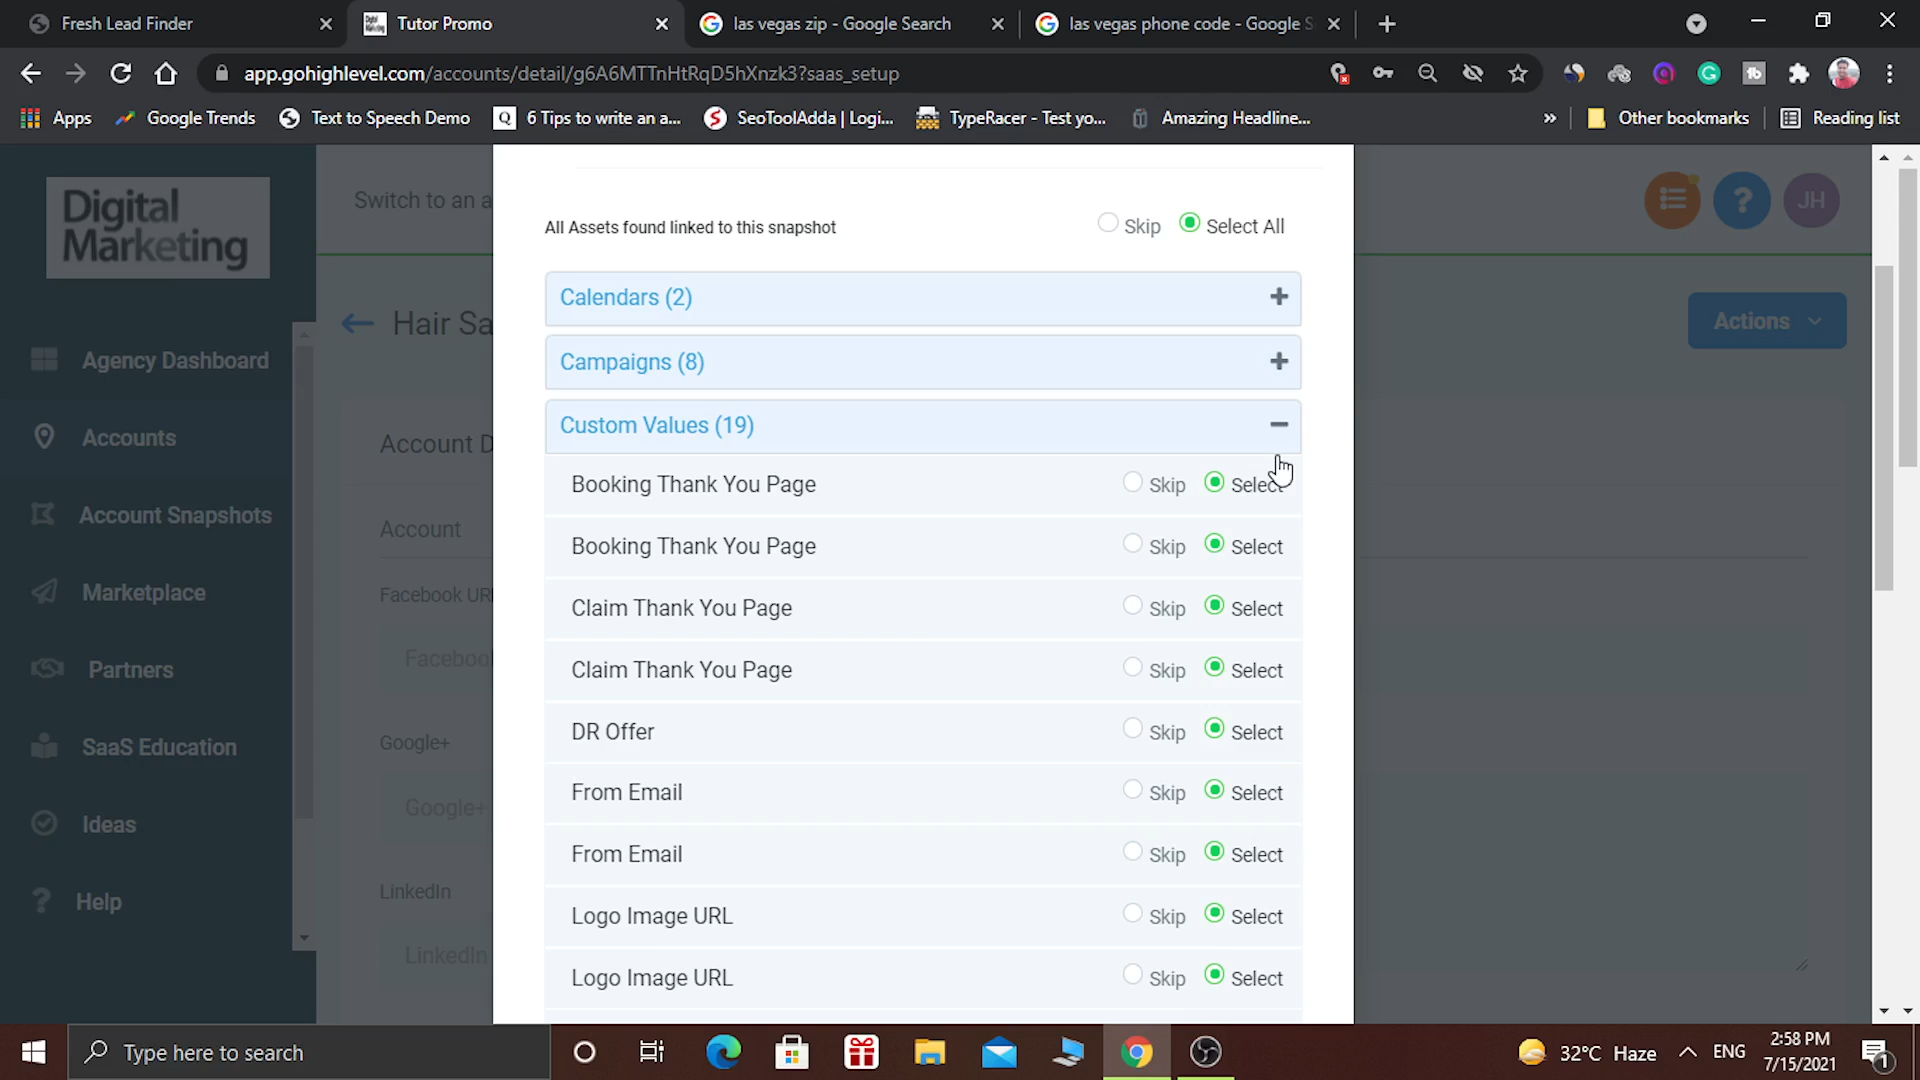 Fresh Lead Finder
Tutor Promo
las vegas zip - Google Search
las vegas phone code - Google S
app.gohighlevel.com/accounts/detail/g6A6MTTnHtRqD5hXnzk3?saas_setup
Apps
Google Trends
Text to Speech Demo
6 Tips to write an a...
SeoToolAdda | Logi...
TypeRacer - Test yo...
Amazing Headline...
Other bookmarks
Reading list
Digital
Marketing
Switch to an a
JH
Agency Dashboard
Accounts
Account Snapshots
Marketplace
Partners
SaaS Education
Ideas
Help
Hair Sa
Actions
Account D
Account
Facebook UR
Facebook
Google+
Google+
LinkedIn
LinkedIn
All Assets found linked to this snapshot
Skip
Select All
Calendars (2)
Campaigns (8)
Custom Values (19)
Booking Thank You Page Skip Select
Booking Thank You Page Skip Select
Claim Thank You Page Skip Select
Claim Thank You Page Skip Select
DR Offer Skip Select
From Email Skip Select
From Email Skip Select
Logo Image URL Skip Select
Logo Image URL Skip Select
Type here to search
32°C Haze
ENG
2:58 PM
7/15/2021
1